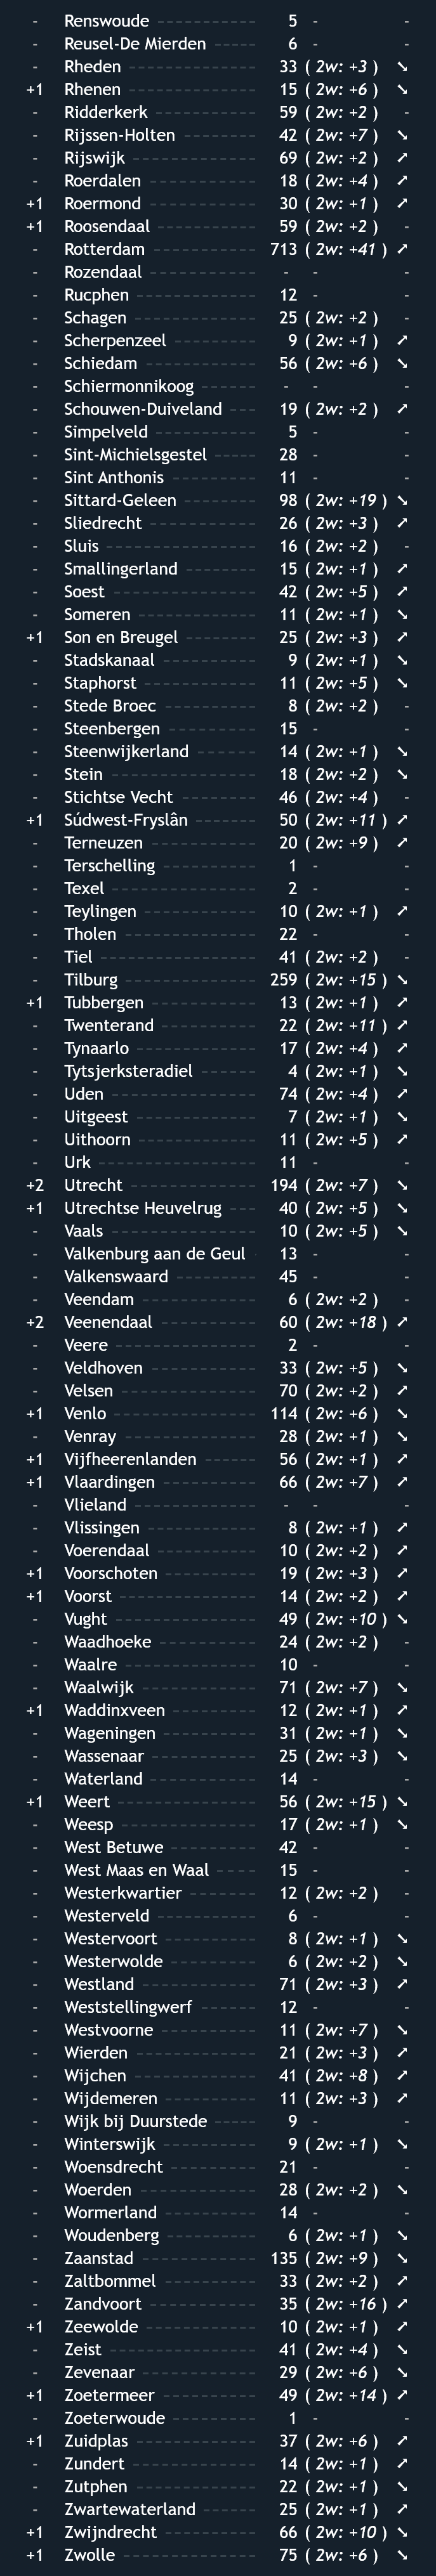 - Renswoude 5 - -
- Reusel-De Mierden 6 - -
- Rheden 33 ( 2w: +3 ) ↘
+1 Rhenen 15 ( 2w: +6 ) ↘
- Ridderkerk 59 ( 2w: +2 ) -
- Rijssen-Holten 42 ( 2w: +7 ) ↘
- Rijswijk 69 ( 2w: +2 ) ↗
- Roerdalen 18 ( 2w: +4 ) ↗
+1 Roermond 30 ( 2w: +1 ) ↗
+1 Roosendaal 59 ( 2w: +2 ) -
- Rotterdam 713 ( 2w: +41 ) ↗
- Rozendaal - - -
- Rucphen 12 - -
- Schagen 25 ( 2w: +2 ) -
- Scherpenzeel 9 ( 2w: +1 ) ↗
- Schiedam 56 ( 2w: +6 ) ↘
- Schiermonnikoog - - -
- Schouwen-Duiveland 19 ( 2w: +2 ) ↗
- Simpelveld 5 - -
- Sint-Michielsgestel 28 - -
- Sint Anthonis 11 - -
- Sittard-Geleen 98 ( 2w: +19 ) ↘
- Sliedrecht 26 ( 2w: +3 ) ↗
- Sluis 16 ( 2w: +2 ) -
- Smallingerland 15 ( 2w: +1 ) ↗
- Soest 42 ( 2w: +5 ) ↗
- Someren 11 ( 2w: +1 ) ↘
+1 Son en Breugel 25 ( 2w: +3 ) ↗
- Stadskanaal 9 ( 2w: +1 ) ↘
- Staphorst 11 ( 2w: +5 ) ↘
- Stede Broec 8 ( 2w: +2 ) -
- Steenbergen 15 - -
- Steenwijkerland 14 ( 2w: +1 ) ↘
- Stein 18 ( 2w: +2 ) ↘
- Stichtse Vecht 46 ( 2w: +4 ) -
+1 Súdwest-Fryslân 50 ( 2w: +11 ) ↗
- Terneuzen 20 ( 2w: +9 ) ↗
- Terschelling 1 - -
- Texel 2 - -
- Teylingen 10 ( 2w: +1 ) ↗
- Tholen 22 - -
- Tiel 41 ( 2w: +2 ) -
- Tilburg 259 ( 2w: +15 ) ↘
+1 Tubbergen 13 ( 2w: +1 ) ↗
- Twenterand 22 ( 2w: +11 ) ↗
- Tynaarlo 17 ( 2w: +4 ) ↗
- Tytsjerksteradiel 4 ( 2w: +1 ) ↘
- Uden 74 ( 2w: +4 ) ↗
- Uitgeest 7 ( 2w: +1 ) ↘
- Uithoorn 11 ( 2w: +5 ) ↗
- Urk 11 - -
+2 Utrecht 194 ( 2w: +7 ) ↘
+1 Utrechtse Heuvelrug 40 ( 2w: +5 ) ↘
- Vaals 10 ( 2w: +5 ) ↘
- Valkenburg aan de Geul 13 - -
- Valkenswaard 45 - -
- Veendam 6 ( 2w: +2 ) -
+2 Veenendaal 60 ( 2w: +18 ) ↗
- Veere 2 - -
- Veldhoven 33 ( 2w: +5 ) ↘
- Velsen 70 ( 2w: +2 ) ↗
+1 Venlo 114 ( 2w: +6 ) ↘
- Venray 28 ( 2w: +1 ) ↘
+1 Vijfheerenlanden 56 ( 2w: +1 ) ↗
+1 Vlaardingen 66 ( 2w: +7 ) ↗
- Vlieland - - -
- Vlissingen 8 ( 2w: +1 ) ↗
- Voerendaal 10 ( 2w: +2 ) ↗
+1 Voorschoten 19 ( 2w: +3 ) ↗
+1 Voorst 14 ( 2w: +2 ) ↗
- Vught 49 ( 2w: +10 ) ↘
- Waadhoeke 24 ( 2w: +2 ) -
- Waalre 10 - -
- Waalwijk 71 ( 2w: +7 ) ↘
+1 Waddinxveen 12 ( 2w: +1 ) ↗
- Wageningen 31 ( 2w: +1 ) ↘
- Wassenaar 25 ( 2w: +3 ) ↘
- Waterland 14 - -
+1 Weert 56 ( 2w: +15 ) ↘
- Weesp 17 ( 2w: +1 ) ↘
- West Betuwe 42 - -
- West Maas en Waal 15 - -
- Westerkwartier 12 ( 2w: +2 ) -
- Westerveld 6 - -
- Westervoort 8 ( 2w: +1 ) ↘
- Westerwolde 6 ( 2w: +2 ) ↘
- Westland 71 ( 2w: +3 ) ↗
- Weststellingwerf 12 - -
- Westvoorne 11 ( 2w: +7 ) ↘
- Wierden 21 ( 2w: +3 ) ↗
- Wijchen 41 ( 2w: +8 ) ↗
- Wijdemeren 11 ( 2w: +3 ) ↗
- Wijk bij Duurstede 9 - -
- Winterswijk 9 ( 2w: +1 ) ↘
- Woensdrecht 21 - -
- Woerden 28 ( 2w: +2 ) ↘
- Wormerland 14 - -
- Woudenberg 6 ( 2w: +1 ) ↘
- Zaanstad 135 ( 2w: +9 ) ↘
- Zaltbommel 33 ( 2w: +2 ) ↗
- Zandvoort 35 ( 2w: +16 ) ↗
+1 Zeewolde 10 ( 2w: +1 ) ↗
- Zeist 41 ( 2w: +4 ) ↘
- Zevenaar 29 ( 2w: +6 ) ↘
+1 Zoetermeer 49 ( 2w: +14 ) ↗
- Zoeterwoude 1 - -
+1 Zuidplas 37 ( 2w: +6 ) ↗
- Zundert 14 ( 2w: +1 ) ↗
- Zutphen 22 ( 2w: +1 ) ↘
- Zwartewaterland 25 ( 2w: +1 ) ↗
+1 Zwijndrecht 66 ( 2w: +10 ) ↘
+1 Zwolle 75 ( 2w: +6 ) ↘